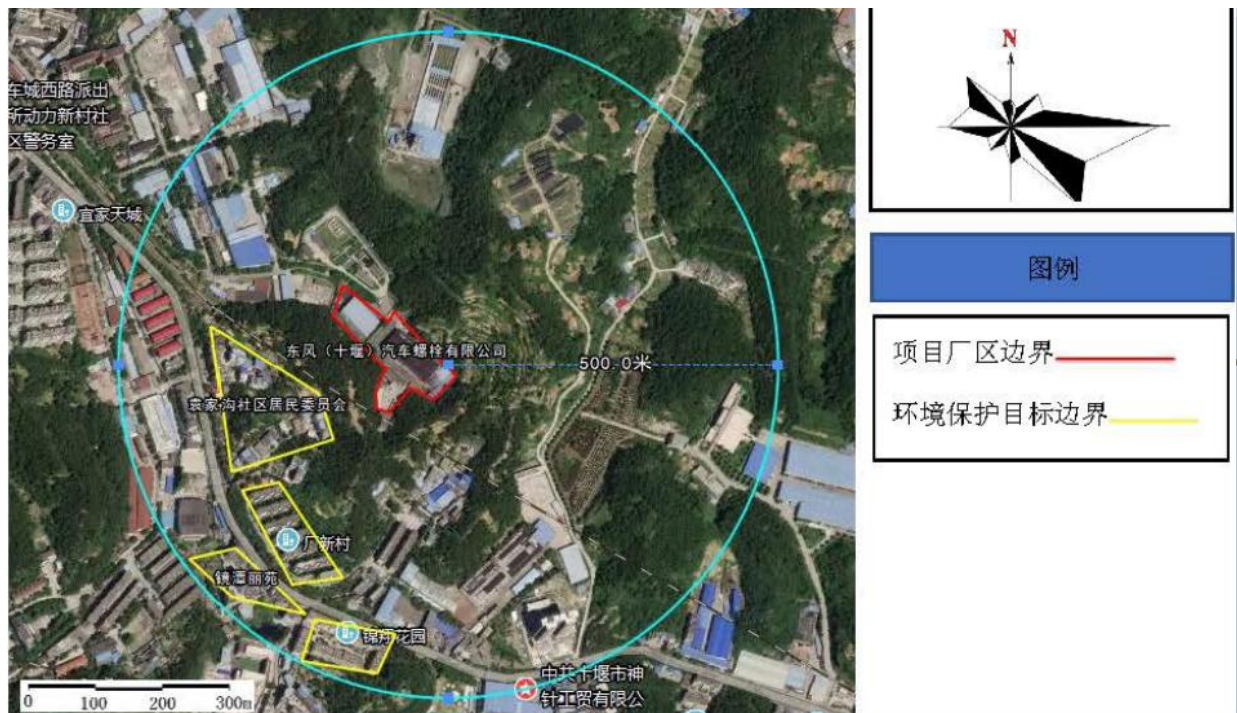 车城西路派出
所动力新村社
区警务室
宜家天城
东风（十堰）汽车螺栓有限公司
500.0米
袁家沟社区居民委员会
厂新村
镜潭丽苑
锦翔花园
中共十堰市神
针工贸有限公
0 100 200 300m
N
图例
项目厂区边界
环境保护目标边界